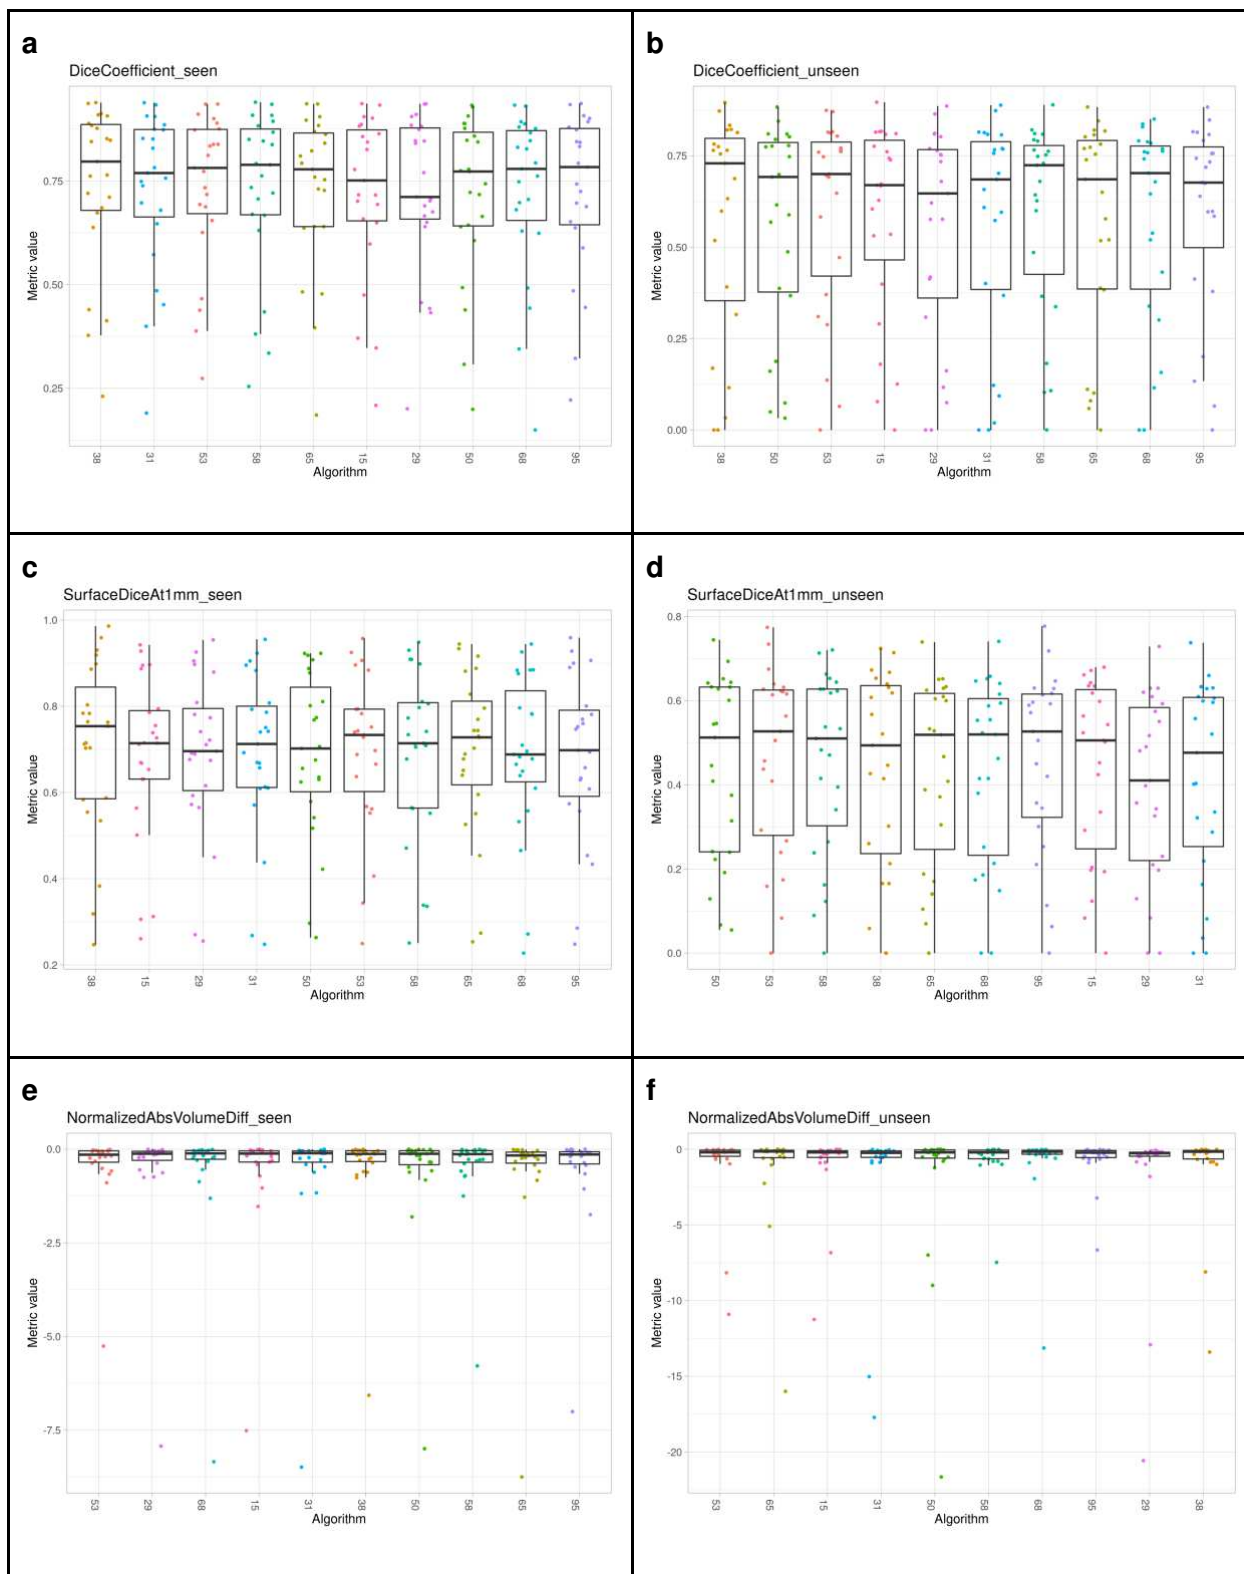 a
DiceCoefficient_seen
Metric value
0.75
0.50
0.25
38 31 53 58 65 15 29 50 68 95
Algorithm
b
DiceCoefficient_unseen
Metric value
0.75
0.50
0.25
0.00
38 50 53 15 29 31 58 65 68 95
Algorithm
c
SurfaceDiceAt1mm_seen
Metric value
1.0
0.8
0.6
0.4
0.2
38 15 29 31 50 53 58 65 68 95
Algorithm
d
SurfaceDiceAt1mm_unseen
Metric value
0.8
0.6
0.4
0.2
0.0
50 53 58 38 65 68 95 15 29 31
Algorithm
e
NormalizedAbsVolumeDiff_seen
Metric value
0.0
-2.5
-5.0
-7.5
53 29 68 15 31 38 50 58 65 95
Algorithm
f
NormalizedAbsVolumeDiff_unseen
Metric value
0
-5
-10
-15
-20
53 65 15 31 50 58 68 95 29 38
Algorithm